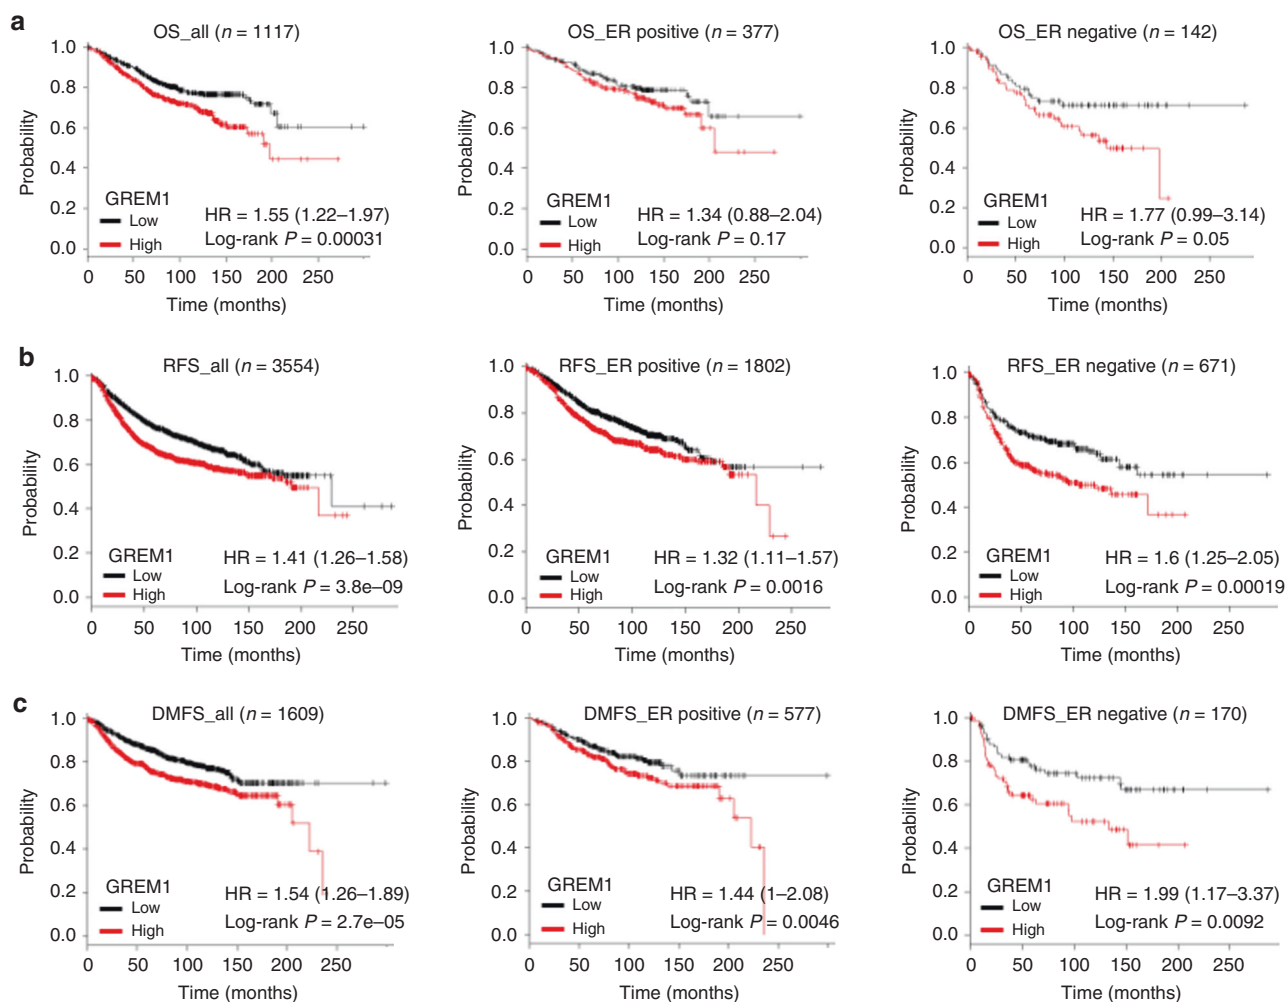 a
OS_all (n = 1117)
1.0
0.8
0.6
0.4
0.2
0.0
Probability
GREM1
Low
High
HR = 1.55 (1.22–1.97)
Log-rank P = 0.00031
0 50 100 150 200 250
Time (months)
OS_ER positive (n = 377)
1.0
0.8
0.6
0.4
0.2
0.0
Probability
GREM1
Low
High
HR = 1.34 (0.88–2.04)
Log-rank P = 0.17
0 50 100 150 200 250
Time (months)
OS_ER negative (n = 142)
1.0
0.8
0.6
0.4
0.2
0.0
Probability
GREM1
Low
High
HR = 1.77 (0.99–3.14)
Log-rank P = 0.05
0 50 100 150 200 250
Time (months)
b
RFS_all (n = 3554)
1.0
0.8
0.6
0.4
0.2
0.0
Probability
GREM1
Low
High
HR = 1.41 (1.26–1.58)
Log-rank P = 3.8e–09
0 50 100 150 200 250
Time (months)
RFS_ER positive (n = 1802)
1.0
0.8
0.6
0.4
0.2
0.0
Probability
GREM1
Low
High
HR = 1.32 (1.11–1.57)
Log-rank P = 0.0016
0 50 100 150 200 250
Time (months)
RFS_ER negative (n = 671)
1.0
0.8
0.6
0.4
0.2
0.0
Probability
GREM1
Low
High
HR = 1.6 (1.25–2.05)
Log-rank P = 0.00019
0 50 100 150 200 250
Time (months)
c
DMFS_all (n = 1609)
1.0
0.8
0.6
0.4
0.2
0.0
Probability
GREM1
Low
High
HR = 1.54 (1.26–1.89)
Log-rank P = 2.7e–05
0 50 100 150 200 250
Time (months)
DMFS_ER positive (n = 577)
1.0
0.8
0.6
0.4
0.2
0.0
Probability
GREM1
Low
High
HR = 1.44 (1–2.08)
Log-rank P = 0.0046
0 50 100 150 200 250
Time (months)
DMFS_ER negative (n = 170)
1.0
0.8
0.6
0.4
0.2
0.0
Probability
GREM1
Low
High
HR = 1.99 (1.17–3.37)
Log-rank P = 0.0092
0 50 100 150 200 250
Time (months)